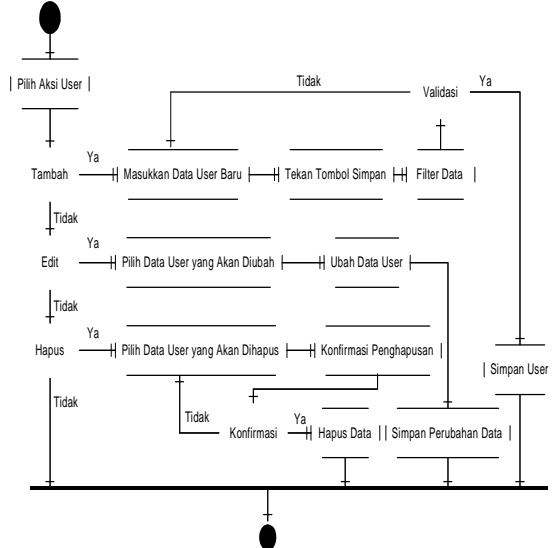 Pilih Aksi User
Tidak
Validasi
Ya
Tambah
Ya
Masukkan Data User Baru
Tekan Tombol Simpan
Filter Data
Tidak
Edit
Ya
Pilih Data User yang Akan Diubah
Ubah Data User
Tidak
Hapus
Ya
Pilih Data User yang Akan Dihapus
Konfirmasi Penghapusan
Simpan User
Tidak
Tidak
Konfirmasi
Ya
Hapus Data
Simpan Perubahan Data